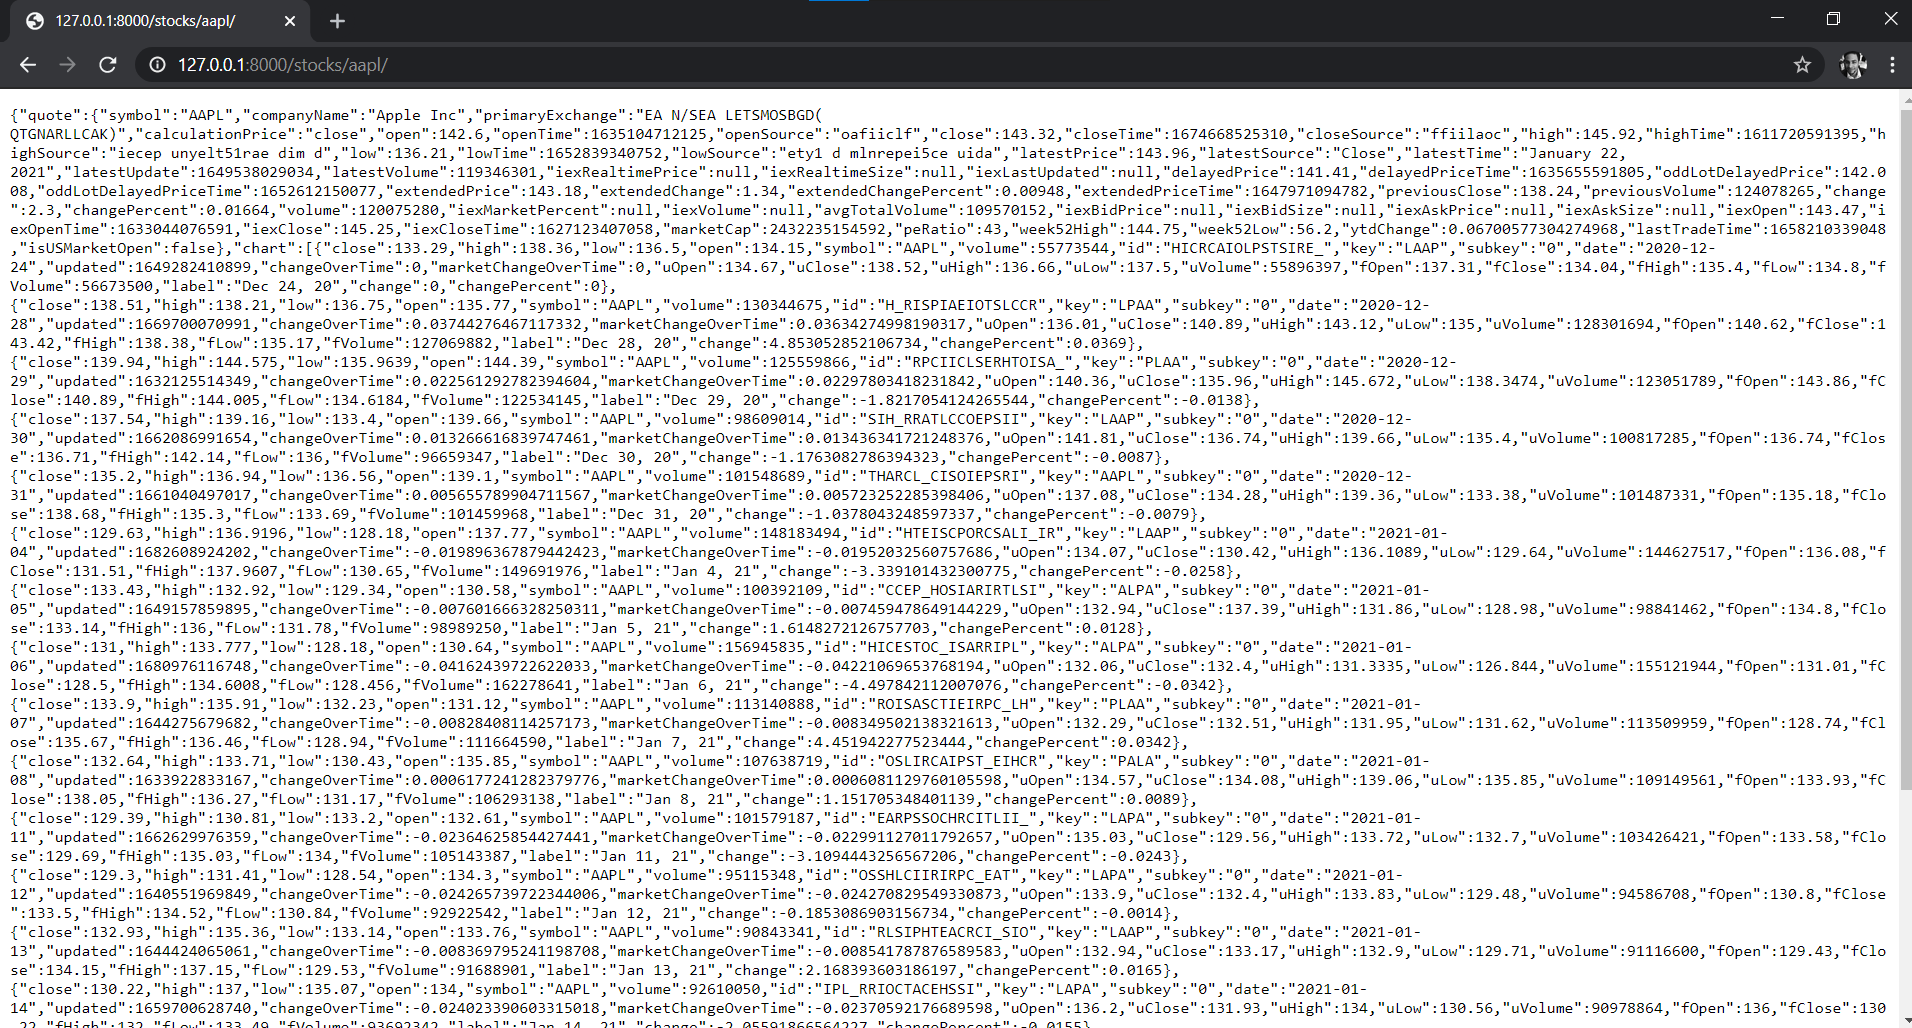 127.0.0.1:8000/stocks/aapl/
127.0.0.1:8000/stocks/aapl/
{"quote":{"symbol":"AAPL","companyName":"Apple Inc","primaryExchange":"EA N/SEA LETSMOSBGD(
QTGNARLLCAK)","calculationPrice":"close","open":142.6,"openTime":1635104712125,"openSource":"oafiiclf","close":143.32,"closeTime":1674668525310,"closeSource":"ffiilaoc","high":145.92,"highTime":1611720591395,"h
ighSource":"iecep unyelt51rae dim d","low":136.21,"lowTime":1652839340752,"lowSource":"ety1 d mlnrepei5ce uida","latestPrice":143.96,"latestSource":"Close","latestTime":"January 22,
2021","latestUpdate":1649538029034,"latestVolume":119346301,"iexRealtimePrice":null,"iexRealtimeSize":null,"iexLastUpdated":null,"delayedPrice":141.41,"delayedPriceTime":1635655591805,"oddLotDelayedPrice":142.0
08,"oddLotDelayedPriceTime":1652612150077,"extendedPrice":143.18,"extendedChange":1.34,"extendedChangePercent":0.00948,"extendedPriceTime":1647971094782,"previousClose":138.24,"previousVolume":124078265,"change
":2.3,"changePercent":0.01664,"volume":120075280,"iexMarketPercent":null,"iexVolume":null,"avgTotalVolume":109570152,"iexBidPrice":null,"iexBidSize":null,"iexAskPrice":null,"iexAskSize":null,"iexOpen":143.47,"i
exOpenTime":1633044076591,"iexClose":145.25,"iexCloseTime":1627123407058,"marketCap":2432235154592,"peRatio":43,"week52High":144.75,"week52Low":56.2,"ytdChange":0.06700577304274968,"lastTradeTime":1658210339048
,"isUSMarketOpen":false},"chart":[{"close":133.29,"high":138.36,"low":136.5,"open":134.15,"symbol":"AAPL","volume":55773544,"id":"HICRCAIOLPSTSIRE_","key":"LAAP","subkey":"0","date":"2020-12-
24","updated":1649282410899,"changeOverTime":0,"marketChangeOverTime":0,"uOpen":134.67,"uClose":138.52,"uHigh":136.66,"uLow":137.5,"uVolume":55896397,"fOpen":137.31,"fClose":134.04,"fHigh":135.4,"fLow":134.8,"f
Volume":56673500,"label":"Dec 24, 20","change":0,"changePercent":0},
{"close":138.51,"high":138.21,"low":136.75,"open":135.77,"symbol":"AAPL","volume":130344675,"id":"H_RISPIAEIOTSLCCR","key":"LPAA","subkey":"0","date":"2020-12-
28","updated":1669700070991,"changeOverTime":0.03744276467117332,"marketChangeOverTime":0.03634274998190317,"uOpen":136.01,"uClose":140.89,"uHigh":143.12,"uLow":135,"uVolume":128301694,"fOpen":140.62,"fClose":1
43.42,"fHigh":138.38,"fLow":135.17,"fVolume":127069882,"label":"Dec 28, 20","change":4.853052852106734,"changePercent":0.0369},
{"close":139.94,"high":144.575,"low":135.9639,"open":144.39,"symbol":"AAPL","volume":125559866,"id":"RPCIICLSERHTOISA_","key":"PLAA","subkey":"0","date":"2020-12-
29","updated":1632125514349,"changeOverTime":0.022561292782394604,"marketChangeOverTime":0.02297803418231842,"uOpen":140.36,"uClose":135.96,"uHigh":145.672,"uLow":138.3474,"uVolume":123051789,"fOpen":143.86,"fC
lose":140.89,"fHigh":144.005,"fLow":134.6184,"fVolume":122534145,"label":"Dec 29, 20","change":-1.8217054124265544,"changePercent":-0.0138},
{"close":137.54,"high":139.16,"low":133.4,"open":139.66,"symbol":"AAPL","volume":98609014,"id":"SIH_RRATLCCOEPSII","key":"LAAP","subkey":"0","date":"2020-12-
30","updated":1662086991654,"changeOverTime":0.013266616839747461,"marketChangeOverTime":0.013436341721248376,"uOpen":141.81,"uClose":136.74,"uHigh":139.66,"uLow":135.4,"uVolume":100817285,"fOpen":136.74,"fClos
e":136.71,"fHigh":142.14,"fLow":136,"fVolume":96659347,"label":"Dec 30, 20","change":-1.1763082786394323,"changePercent":-0.0087},
{"close":135.2,"high":136.94,"low":136.56,"open":139.1,"symbol":"AAPL","volume":101548689,"id":"THARCL_CISOIEPSRI","key":"AAPL","subkey":"0","date":"2020-12-
31","updated":1661040497017,"changeOverTime":0.005655789904711567,"marketChangeOverTime":0.005723252285398406,"uOpen":137.08,"uClose":134.28,"uHigh":139.36,"uLow":133.38,"uVolume":101487331,"fOpen":135.18,"fClo
se":138.68,"fHigh":135.3,"fLow":133.69,"fVolume":101459968,"label":"Dec 31, 20","change":-1.0378043248597337,"changePercent":-0.0079},
{"close":129.63,"high":136.9196,"low":128.18,"open":137.77,"symbol":"AAPL","volume":148183494,"id":"HTEISCPORCSALI_IR","key":"LAAP","subkey":"0","date":"2021-01-
04","updated":1682608924202,"changeOverTime":-0.019896367879442423,"marketChangeOverTime":-0.01952032560757686,"uOpen":134.07,"uClose":130.42,"uHigh":136.1089,"uLow":129.64,"uVolume":144627517,"fOpen":136.08,"f
Close":131.51,"fHigh":137.9607,"fLow":130.65,"fVolume":149691976,"label":"Jan 4, 21","change":-3.339101432300775,"changePercent":-0.0258},
{"close":133.43,"high":132.92,"low":129.34,"open":130.58,"symbol":"AAPL","volume":100392109,"id":"CCEP_HOSIARIRTLSI","key":"ALPA","subkey":"0","date":"2021-01-
05","updated":1649157859895,"changeOverTime":-0.007601666328250311,"marketChangeOverTime":-0.007459478649144229,"uOpen":132.94,"uClose":137.39,"uHigh":131.86,"uLow":128.98,"uVolume":98841462,"fOpen":134.8,"fClo
se":133.14,"fHigh":136,"fLow":131.78,"fVolume":98989250,"label":"Jan 5, 21","change":1.6148272126757703,"changePercent":0.0128},
{"close":131,"high":133.777,"low":128.18,"open":130.64,"symbol":"AAPL","volume":156945835,"id":"HICESTOC_ISARRIPL","key":"ALPA","subkey":"0","date":"2021-01-
06","updated":1680976116748,"changeOverTime":-0.04162439722622033,"marketChangeOverTime":-0.04221069653768194,"uOpen":132.06,"uClose":132.4,"uHigh":131.3335,"uLow":126.844,"uVolume":155121944,"fOpen":131.01,"fC
lose":128.5,"fHigh":134.6008,"fLow":128.456,"fVolume":162278641,"label":"Jan 6, 21","change":-4.497842112007076,"changePercent":-0.0342},
{"close":133.9,"high":135.91,"low":132.23,"open":131.12,"symbol":"AAPL","volume":113140888,"id":"ROISASCTIEIRPC_LH","key":"PLAA","subkey":"0","date":"2021-01-
07","updated":1644275679682,"changeOverTime":-0.00828408114257173,"marketChangeOverTime":-0.008349502138321613,"uOpen":132.29,"uClose":132.51,"uHigh":131.95,"uLow":131.62,"uVolume":113509959,"fOpen":128.74,"fCl
ose":135.67,"fHigh":136.46,"fLow":128.94,"fVolume":111664590,"label":"Jan 7, 21","change":4.451942277523444,"changePercent":0.0342},
{"close":132.64,"high":133.71,"low":130.43,"open":135.85,"symbol":"AAPL","volume":107638719,"id":"OSLIRCAIPST_EIHCR","key":"PALA","subkey":"0","date":"2021-01-
08","updated":1633922833167,"changeOverTime":0.0006177241282379776,"marketChangeOverTime":0.0006081129760105598,"uOpen":134.57,"uClose":134.08,"uHigh":139.06,"uLow":135.85,"uVolume":109149561,"fOpen":133.93,"fC
lose":138.05,"fHigh":136.27,"fLow":131.17,"fVolume":106293138,"label":"Jan 8, 21","change":1.151705348401139,"changePercent":0.0089},
{"close":129.39,"high":130.81,"low":133.2,"open":132.61,"symbol":"AAPL","volume":101579187,"id":"EARPSSOCHRCITLII_","key":"LAPA","subkey":"0","date":"2021-01-
11","updated":1662629976359,"changeOverTime":-0.02364625854427441,"marketChangeOverTime":-0.022991127011792657,"uOpen":135.03,"uClose":129.56,"uHigh":133.72,"uLow":132.7,"uVolume":103426421,"fOpen":133.58,"fClo
se":129.69,"fHigh":135.03,"fLow":134,"fVolume":105143387,"label":"Jan 11, 21","change":-3.1094443256567206,"changePercent":-0.0243},
{"close":129.3,"high":131.41,"low":128.54,"open":134.3,"symbol":"AAPL","volume":95115348,"id":"OSSHLCIIRIRPC_EAT","key":"LAPA","subkey":"0","date":"2021-01-
12","updated":1640551969849,"changeOverTime":-0.024265739722344006,"marketChangeOverTime":-0.024270829549330873,"uOpen":133.9,"uClose":132.4,"uHigh":133.83,"uLow":129.48,"uVolume":94586708,"fOpen":130.8,"fClose
":133.5,"fHigh":134.52,"fLow":130.84,"fVolume":92922542,"label":"Jan 12, 21","change":-0.1853086903156734,"changePercent":-0.0014},
{"close":132.93,"high":135.36,"low":133.14,"open":133.76,"symbol":"AAPL","volume":90843341,"id":"RLSIPHTEACRCI_SIO","key":"LAAP","subkey":"0","date":"2021-01-
13","updated":1644424065061,"changeOverTime":-0.008369795241198708,"marketChangeOverTime":-0.008541787876589583,"uOpen":132.94,"uClose":133.17,"uHigh":132.9,"uLow":129.71,"uVolume":91116600,"fOpen":129.43,"fClo
se":134.15,"fHigh":137.15,"fLow":129.53,"fVolume":91688901,"label":"Jan 13, 21","change":2.168393603186197,"changePercent":0.0165},
{"close":130.22,"high":137,"low":135.07,"open":134,"symbol":"AAPL","volume":92610050,"id":"IPL_RRIOCTACEHSSI","key":"LAPA","subkey":"0","date":"2021-01-
14","updated":1659700628740,"changeOverTime":-0.024023390603315018,"marketChangeOverTime":-0.02370592176689598,"uOpen":136.2,"uClose":131.93,"uHigh":134,"uLow":130.56,"uVolume":90978864,"fOpen":136,"fClose":130
.22,"fHigh":132,"fLow":133.49,"fVolume":93692342,"label":"Jan 14, 21","change":-2.05591866564227,"changePercent":-0.0155},